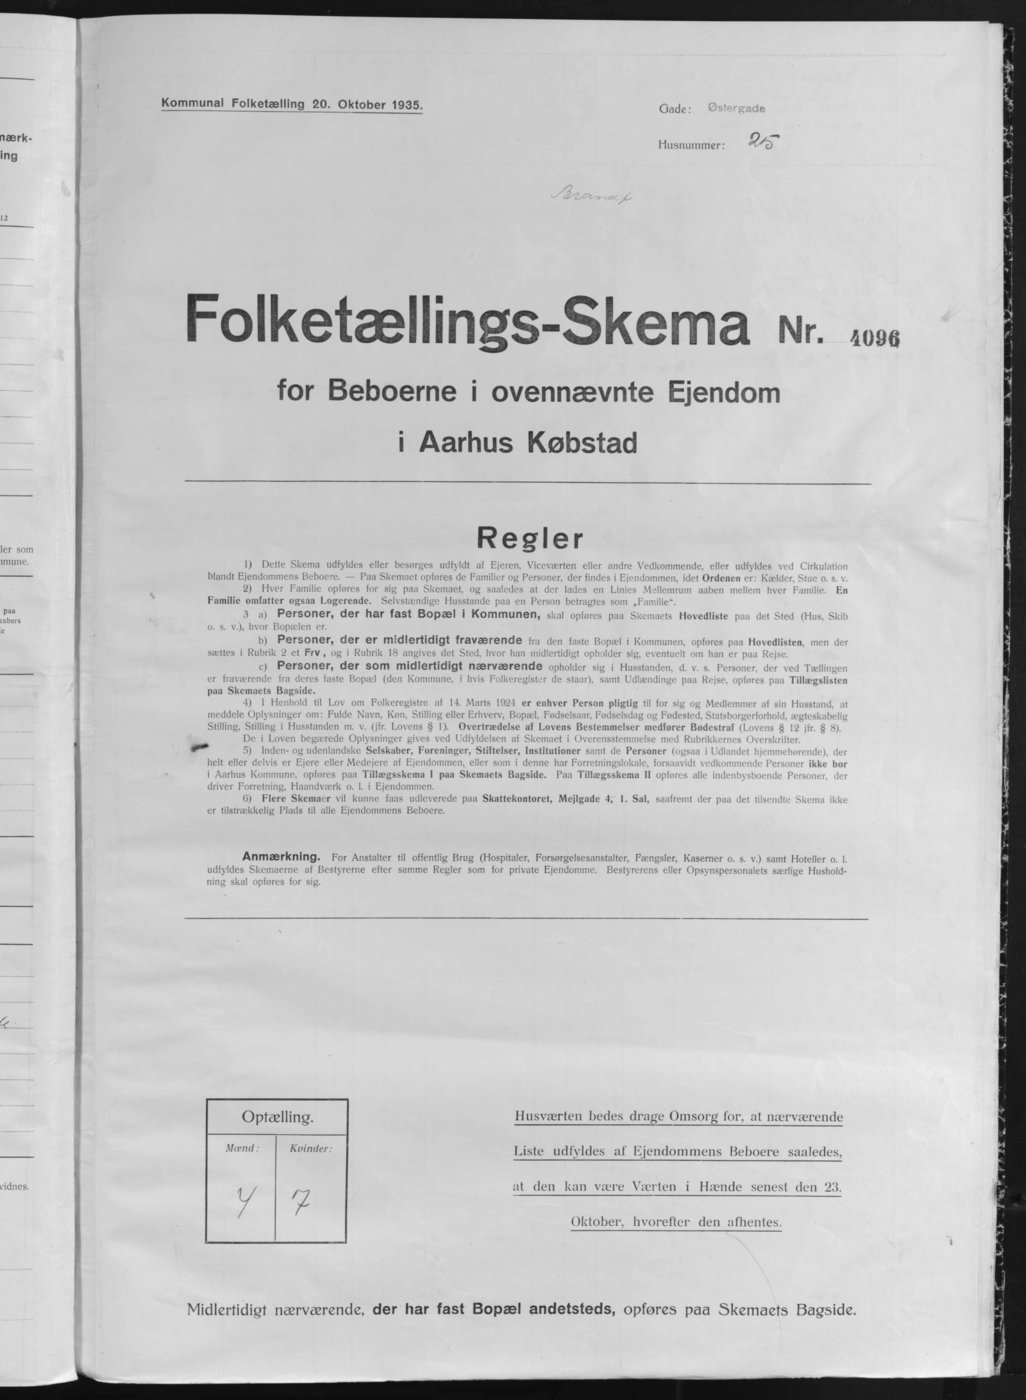 Kommunal Folketælling 20. Oktober 1935.
Gade: Østergade
Husnummer: 25
Folketællings-Skema Nr. 4096
for Beboerne i ovennævnte Ejendom
i Aarhus Købstad
Regler
1) Dette Skema udfyldes eller besørges udfyldt af Ejeren, Viceværten eller andre Vedkommende, eller udfyldes ved Cirkulation
blandt Ejendommens Beboere. — Paa Skemaet opføres de Familier og Personer, der findes i Ejendommen, idet Ordenen er: Kælder, Stue o. s. v.
2) Hver Familie opføres for sig paa Skemaet, og saaledes at der lades en Linies Mellemrum aaben mellem hver Familie. En
Familie omfatter ogsaa Logerende. Selvstændige Husstande paa en Person betragtes som „Familie“.
3 a) Personer, der har fast Bopæl i Kommunen, skal opføres paa Skemaets Hovedliste paa det Sted (Hus, Skib
o. s. v.), hvor Bopælen er.
b) Personer, der er midlertidigt fraværende fra den faste Bopæl i Kommunen, opføres paa Hovedlisten, men der
sættes i Rubrik 2 et Frv, og i Rubrik 18 angives det Sted, hvor han midlertidigt opholder sig, eventuelt om han er paa Rejse.
c) Personer, der som midlertidigt nærværende opholder sig i Husstanden, d. v. s. Personer, der ved Tællingen
er fraværende fra deres faste Bopæl (den Kommune, i hvis Folkeregister de staar), samt Udlændinge paa Rejse, opføres paa Tillægslisten
paa Skemaets Bagside.
4) I Henhold til Lov om Folkeregistre af 14. Marts 1924 er enhver Person pligtig til for sig og Medlemmer af sin Husstand, at
meddele Oplysninger om: Fulde Navn, Køn, Stilling eller Erhverv, Bopæl, Fødselsaar, Fødselsdag og Fødested, Statsborgerforhold, ægteskabelig
Stilling, Stilling i Husstanden m. v. (jfr. Lovens § 1). Overtrædelse af Lovens Bestemmelser medfører Bødestraf (Lovens § 12 jfr. § 8).
De i Loven begærede Oplysninger gives ved Udfyldelsen af Skemaet i Overensstemmelse med Rubrikkernes Overskrifter.
5) Inden- og udenlandske Selskaber, Foreninger, Stiftelser, Institutioner samt de Personer (ogsaa i Udlandet hjemmehørende), der
helt eller delvis er Ejere eller Medejere af Ejendommen, eller som i denne har Forretningslokale, forsaavidt vedkommende Personer ikke bor
i Aarhus Kommune, opføres paa Tillægsskema I paa Skemaets Bagside. Paa Tillægsskema II opføres alle indenbysboende Personer, der
driver Forretning, Haandværk o. l. i Ejendommen.
6) Flere Skemaer vil kunne faas udleverede paa Skattekontoret, Mejlgade 4, 1. Sal, saafremt der paa det tilsendte Skema ikke
er tilstrækkelig Plads til alle Ejendommens Beboere.
Anmærkning. For Anstalter til offentlig Brug (Hospitaler, Forsørgelsesanstalter, Fængsler, Kaserner o. s. v.) samt Hoteller o. l.
udfyldes Skemaerne af Bestyrerne efter samme Regler som for private Ejendomme. Bestyrerens eller Opsynspersonalets særlige Hushold-
ning skal opføres for sig.
Optælling.
Mænd: Kvinder:
4 7
Husværten bedes drage Omsorg for, at nærværende
Liste udfyldes af Ejendommens Beboere saaledes,
at den kan være Værten i Hænde senest den 23.
Oktober, hvorefter den afhentes.
Midlertidigt nærværende, der har fast Bopæl andetsteds, opføres paa Skemaets Bagside.